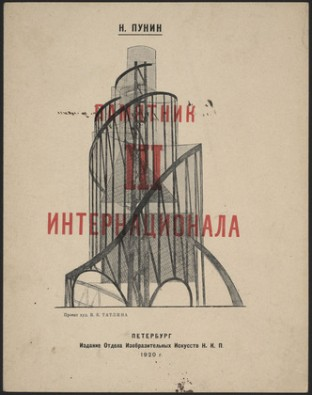 Н. ПУНИН
ПАМЯТНИК
III
ИНТЕРНАЦИОНАЛА
Проект худ. В. Е. ТАТЛИНА
ПЕТЕРБУРГ
Издание Отдела Изобразительных Искусств Н. К. П.
1920 г.